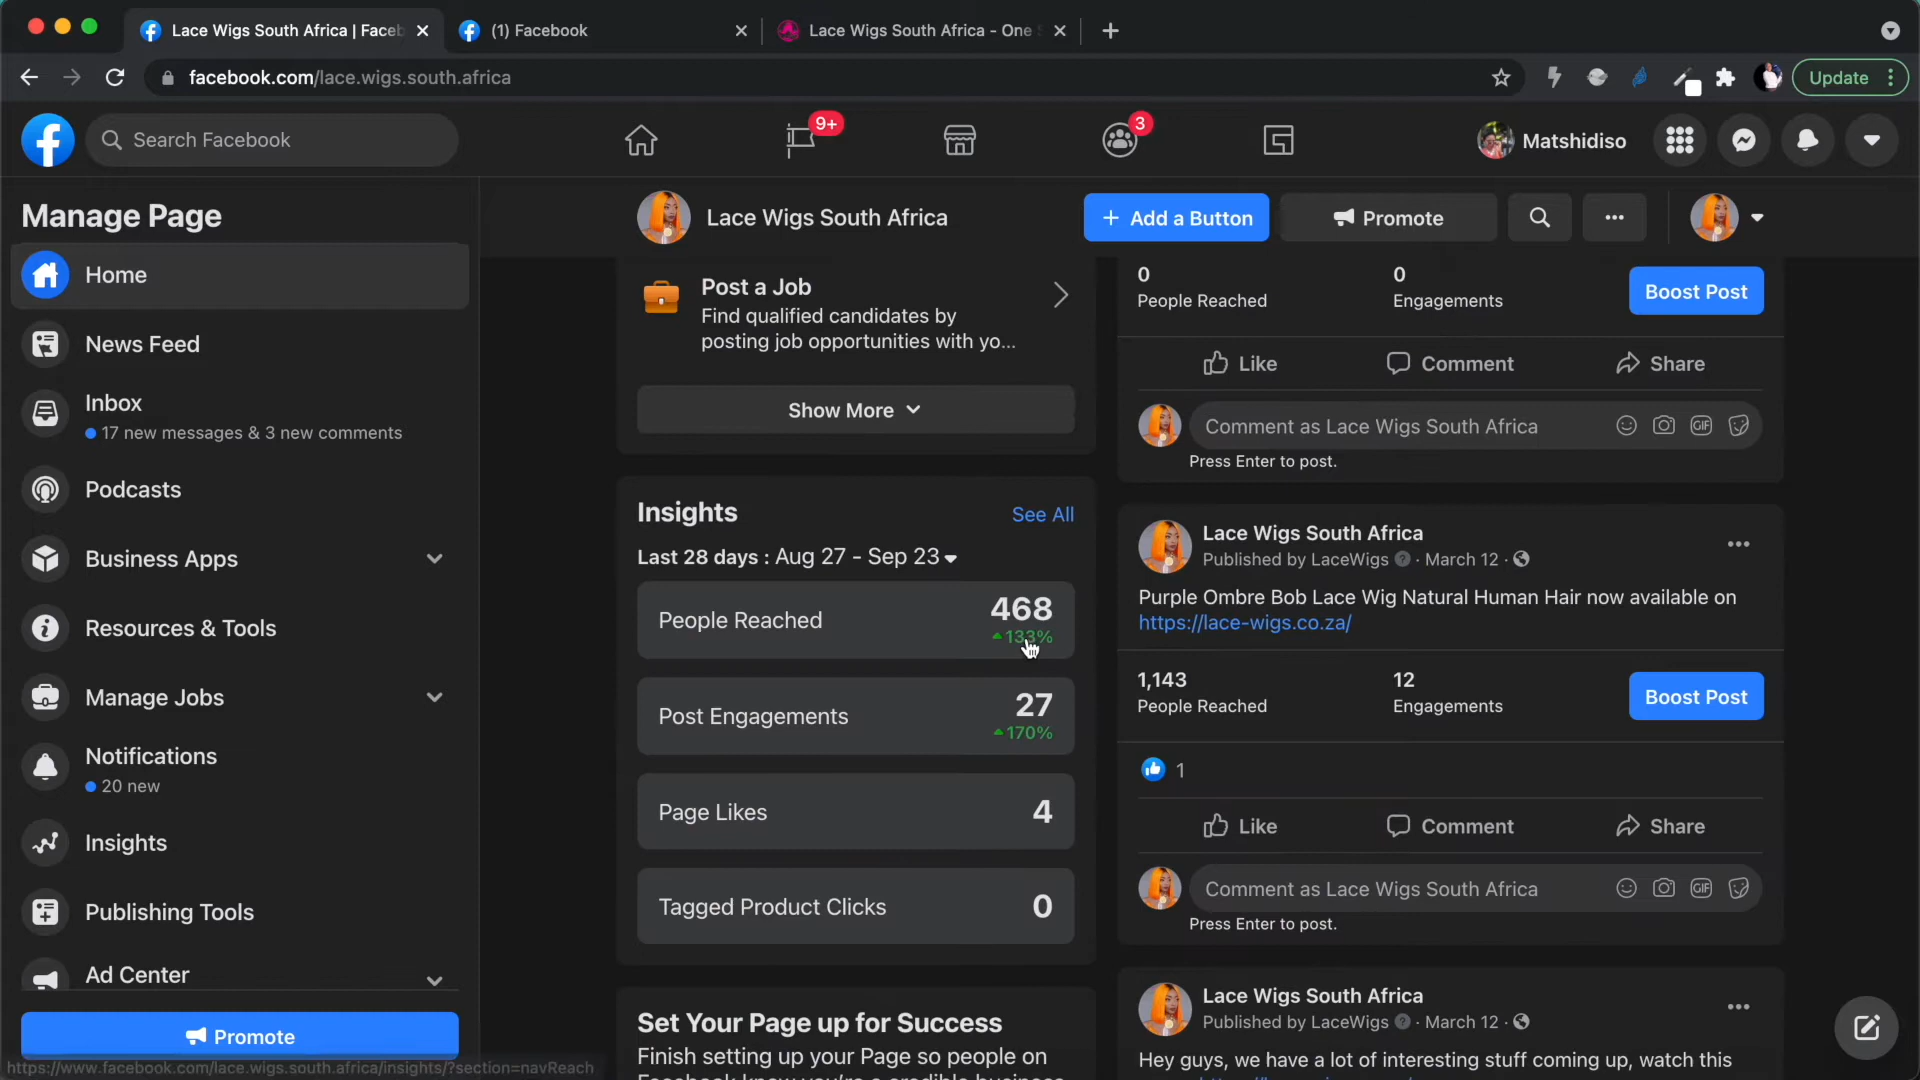 Lace Wigs South Africa | Faceb
(1) Facebook
Lace Wigs South Africa - One S
facebook.com/lace.wigs.south.africa
Update
Search Facebook
9+
3
Matshidiso
Manage Page
Home
News Feed
Inbox
17 new messages & 3 new comments
Podcasts
Business Apps
Resources & Tools
Manage Jobs
Notifications
20 new
Insights
Publishing Tools
Ad Center
Promote
https://www.facebook.com/lace.wigs.south.africa/insights/?section=navReach
Lace Wigs South Africa
+ Add a Button
Promote
Post a Job
Find qualified candidates by
posting job opportunities with yo...
Show More
Insights
See All
Last 28 days : Aug 27 - Sep 23
People Reached
468
133%
Post Engagements
27
170%
Page Likes
4
Tagged Product Clicks
0
Set Your Page up for Success
Finish setting up your Page so people on
Facebook know you're a credible business
0
People Reached
0
Engagements
Boost Post
Like
Comment
Share
Comment as Lace Wigs South Africa
GIF
Press Enter to post.
Lace Wigs South Africa
Published by LaceWigs ? · March 12 ·
Purple Ombre Bob Lace Wig Natural Human Hair now available on
https://lace-wigs.co.za/
1,143
People Reached
12
Engagements
Boost Post
1
Like
Comment
Share
Comment as Lace Wigs South Africa
GIF
Press Enter to post.
Lace Wigs South Africa
Published by LaceWigs ? · March 12 ·
Hey guys, we have a lot of interesting stuff coming up, watch this